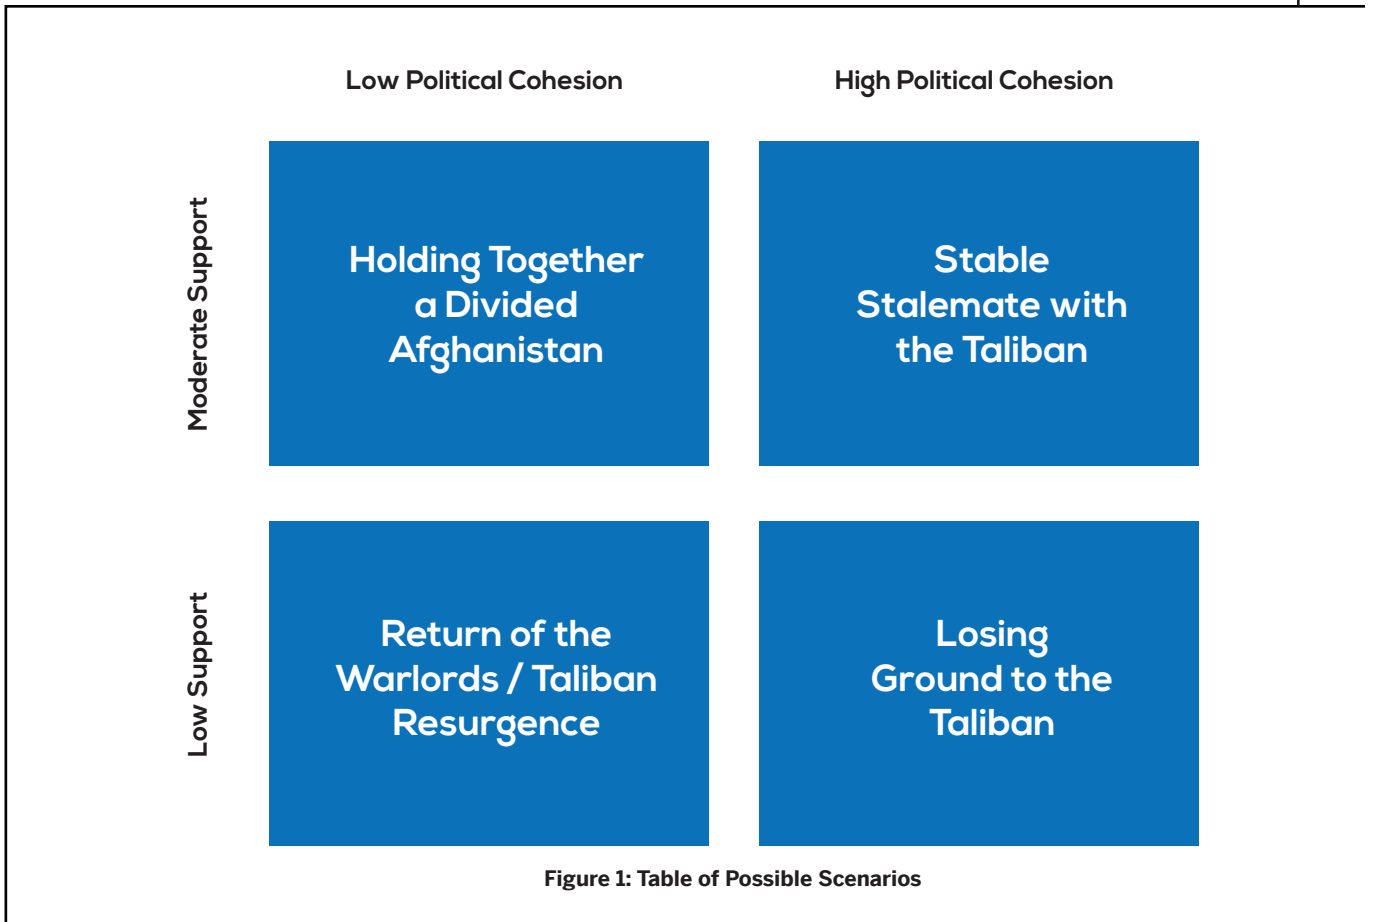 Low Political Cohesion
High Political Cohesion
Moderate Support
Holding Together
a Divided
Afghanistan
Stable
Stalemate with
the Taliban
Low Support
Return of the
Warlords / Taliban
Resurgence
Losing
Ground to the
Taliban
Figure 1: Table of Possible Scenarios